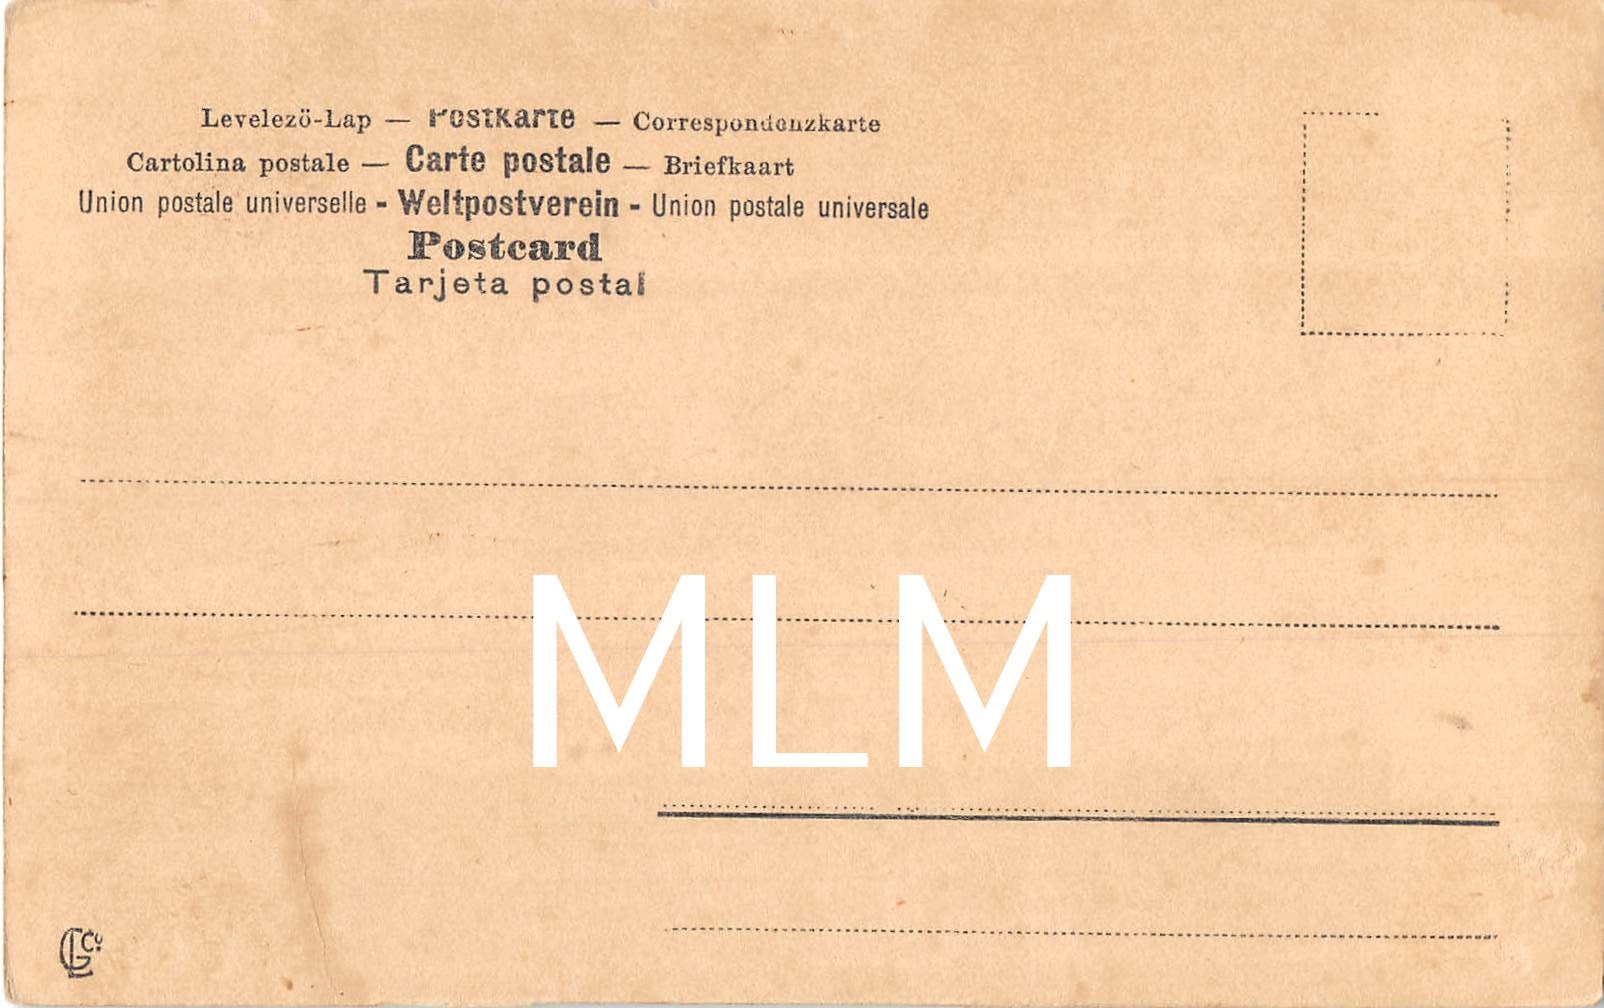 Levelezö-Lap — Postkarte — Correspondenzkarte
Cartolina postale — Carte postale — Briefkaart
Union postale universelle - Weltpostverein - Union postale universale
Postcard
Tarjeta postal
MLM